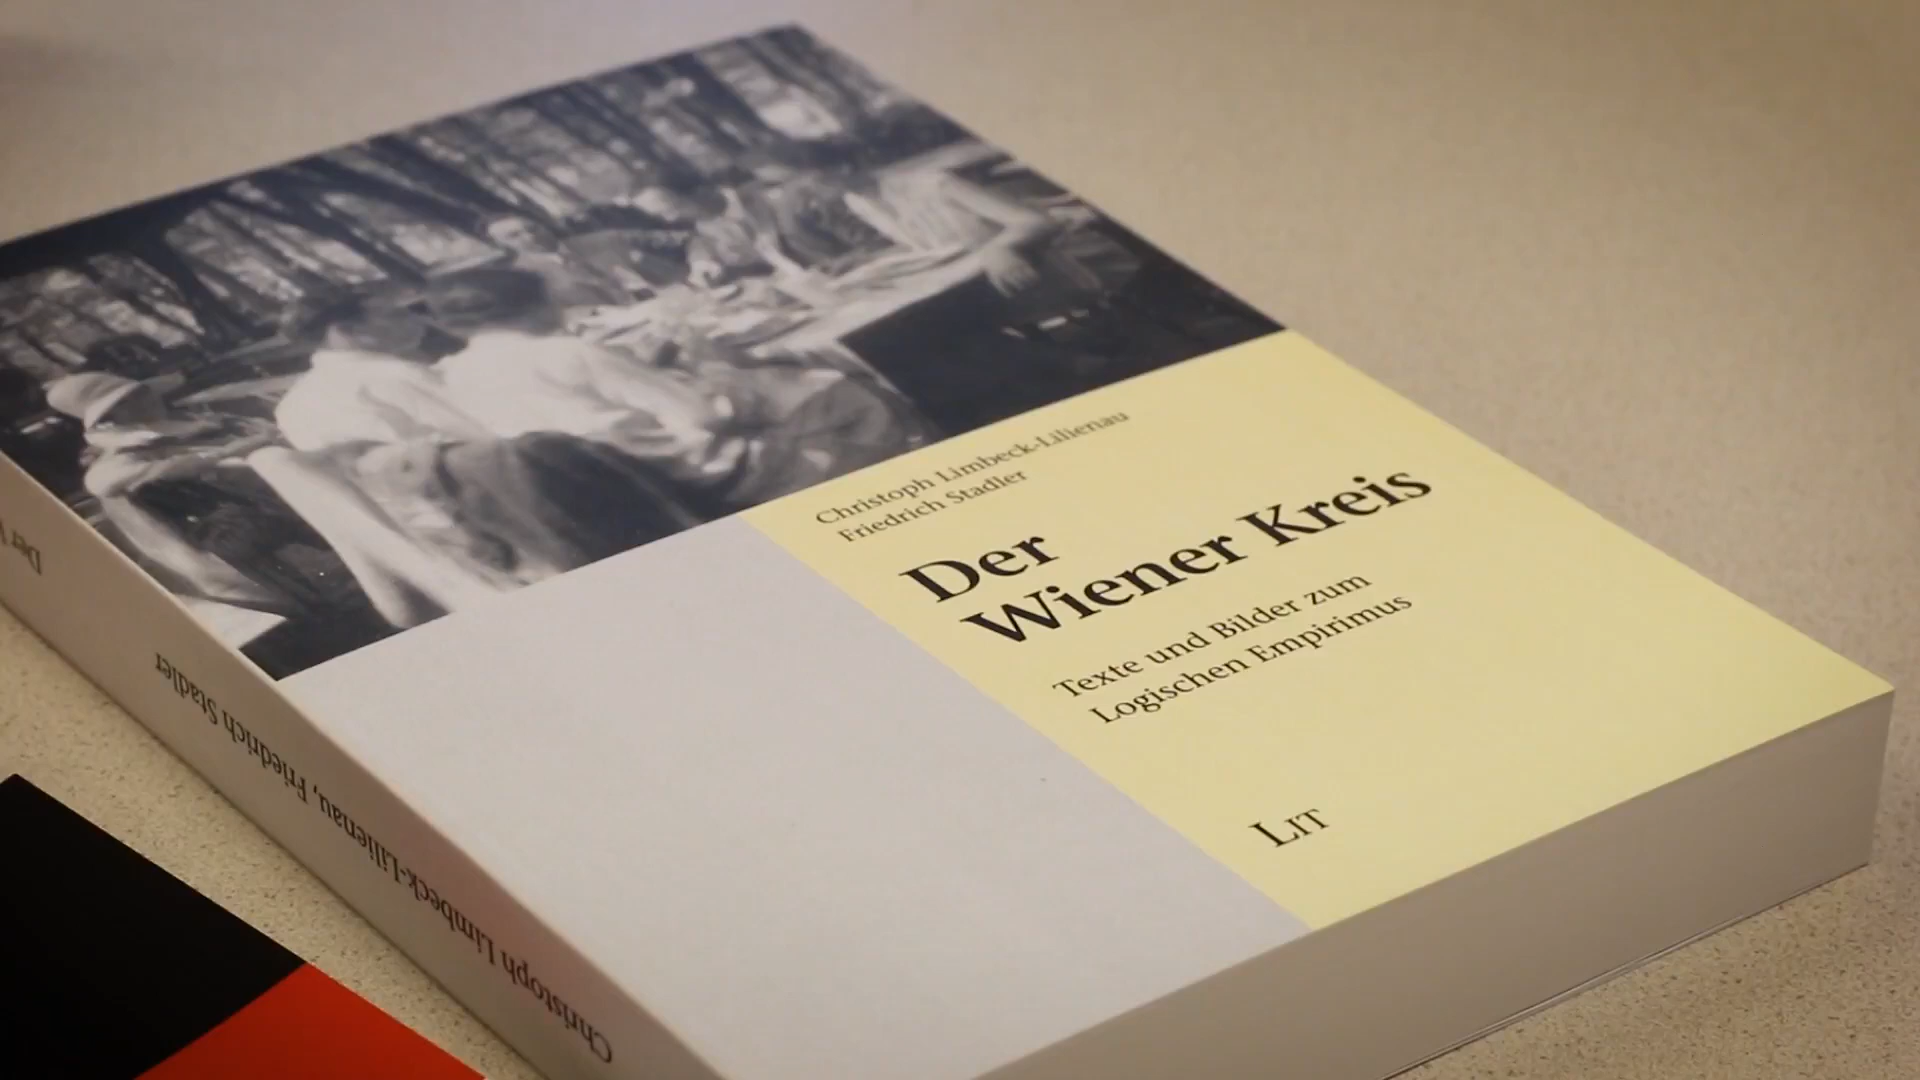 Christoph Limbeck-Lilienau
Friedrich Stadler
Der
Wiener Kreis
Texte und Bilder zum
Logischen Empirimus
LIT
Christoph Limbeck-Lilienau, Friedrich Stadler
Der